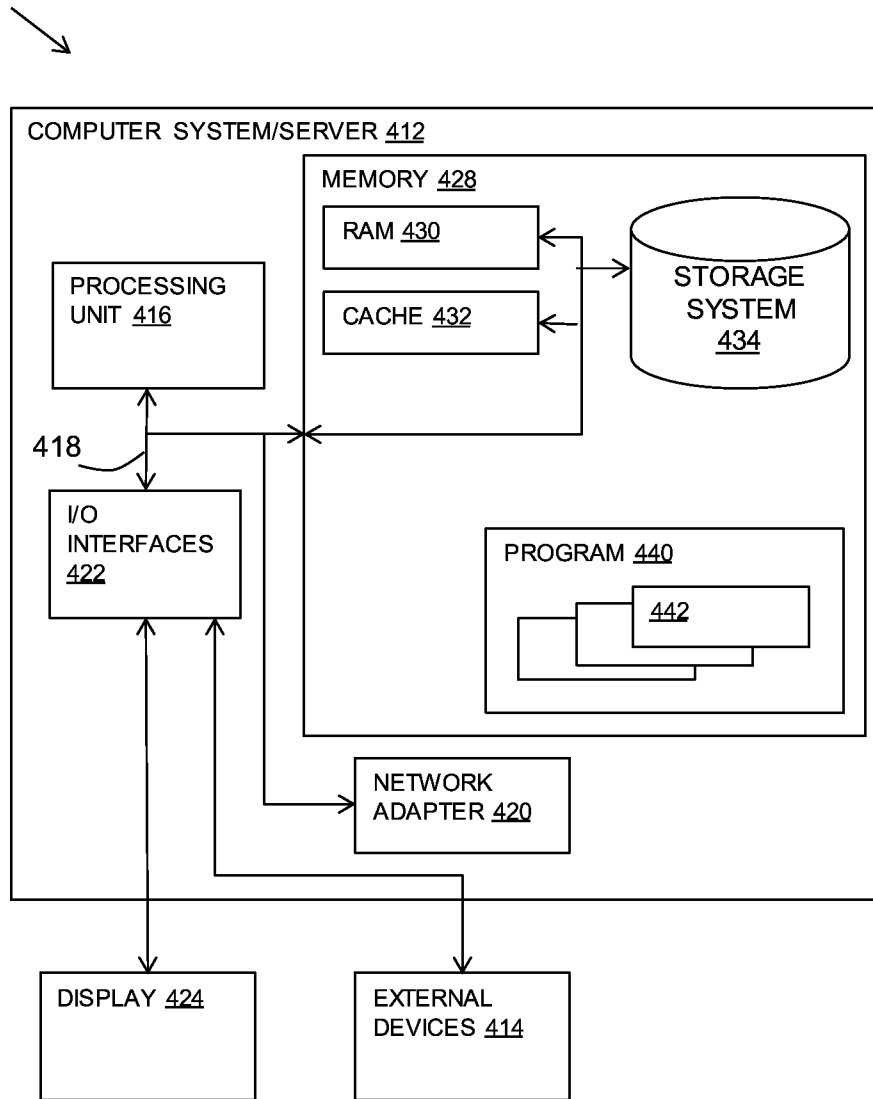 COMPUTER SYSTEM/SERVER 412
MEMORY 428
RAM 430
CACHE 432
STORAGE
SYSTEM
434
PROCESSING
UNIT 416
418
I/O
INTERFACES
422
PROGRAM 440
442
NETWORK
ADAPTER 420
DISPLAY 424
EXTERNAL
DEVICES 414